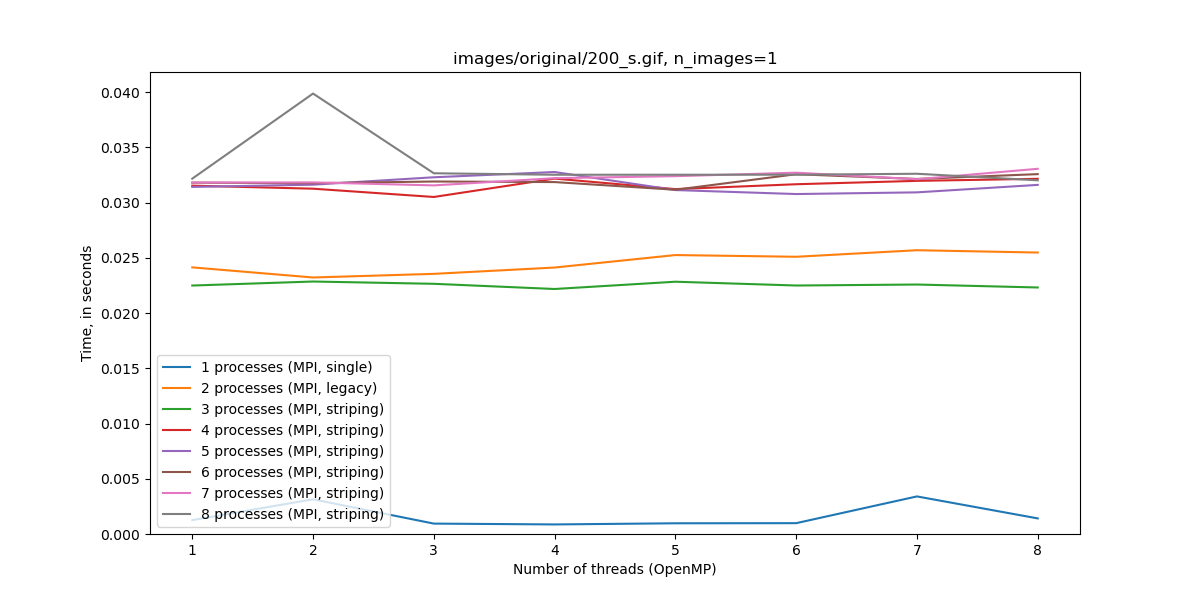 images/original/200_s.gif, n_images=1
0.040
0.035
0.030
0.025
0.020
0.015
0.010
0.005
0.000
Time, in seconds
1 processes (MPI, single)
2 processes (MPI, legacy)
3 processes (MPI, striping)
4 processes (MPI, striping)
5 processes (MPI, striping)
6 processes (MPI, striping)
7 processes (MPI, striping)
8 processes (MPI, striping)
1 2 3 4 5 6 7 8
Number of threads (OpenMP)